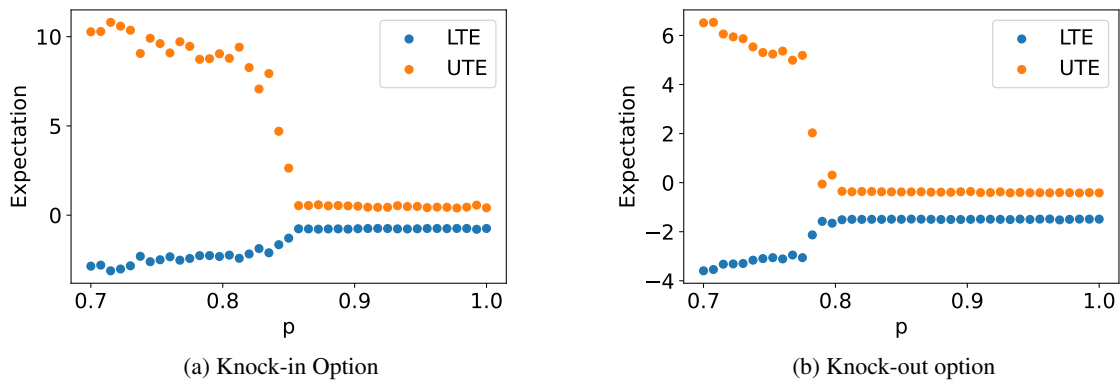 LTE
UTE
Expectation
10
5
0
0.7
0.8
0.9
1.0
p
(a) Knock-in Option
LTE
UTE
Expectation
6
4
2
0
−2
−4
0.7
0.8
0.9
1.0
p
(b) Knock-out option